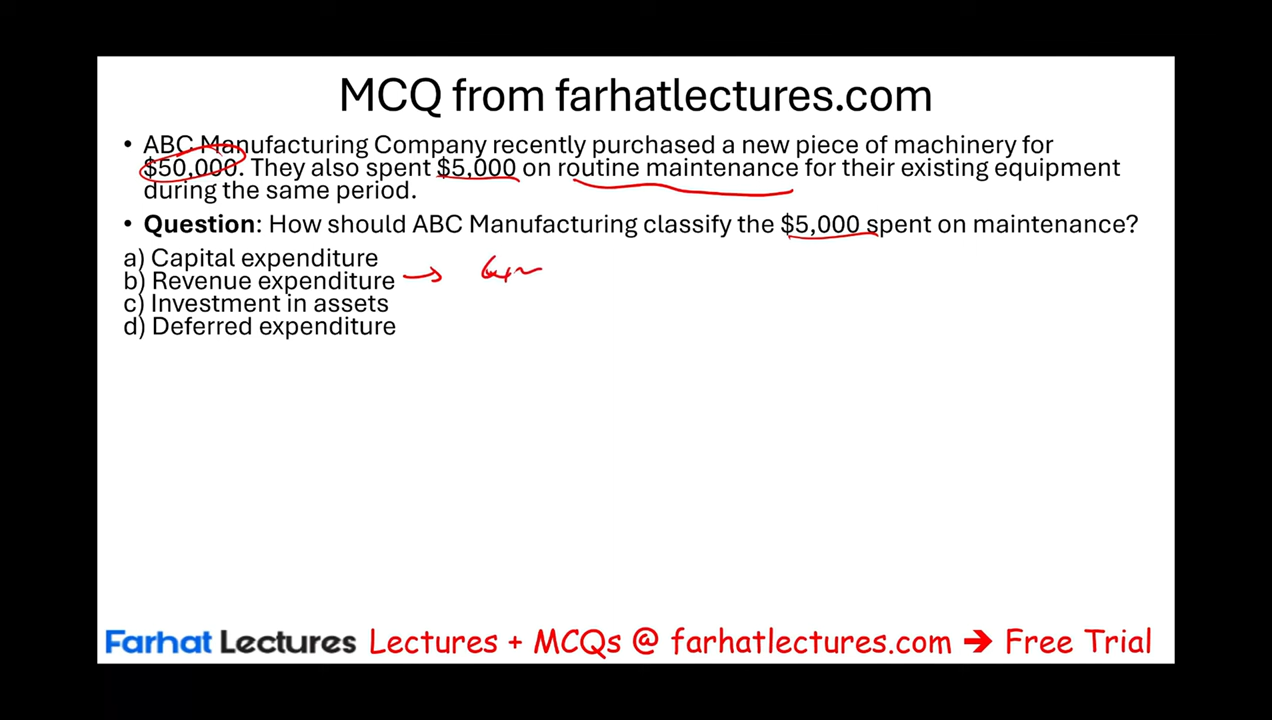 MCQ from farhatlectures.com
• ABC Manufacturing Company recently purchased a new piece of machinery for
$50,000. They also spent $5,000 on routine maintenance for their existing equipment
during the same period.
• Question: How should ABC Manufacturing classify the $5,000 spent on maintenance?
a) Capital expenditure
b) Revenue expenditure →
c) Investment in assets
d) Deferred expenditure
Farhat Lectures Lectures + MCQs @ farhatlectures.com ➔ Free Trial